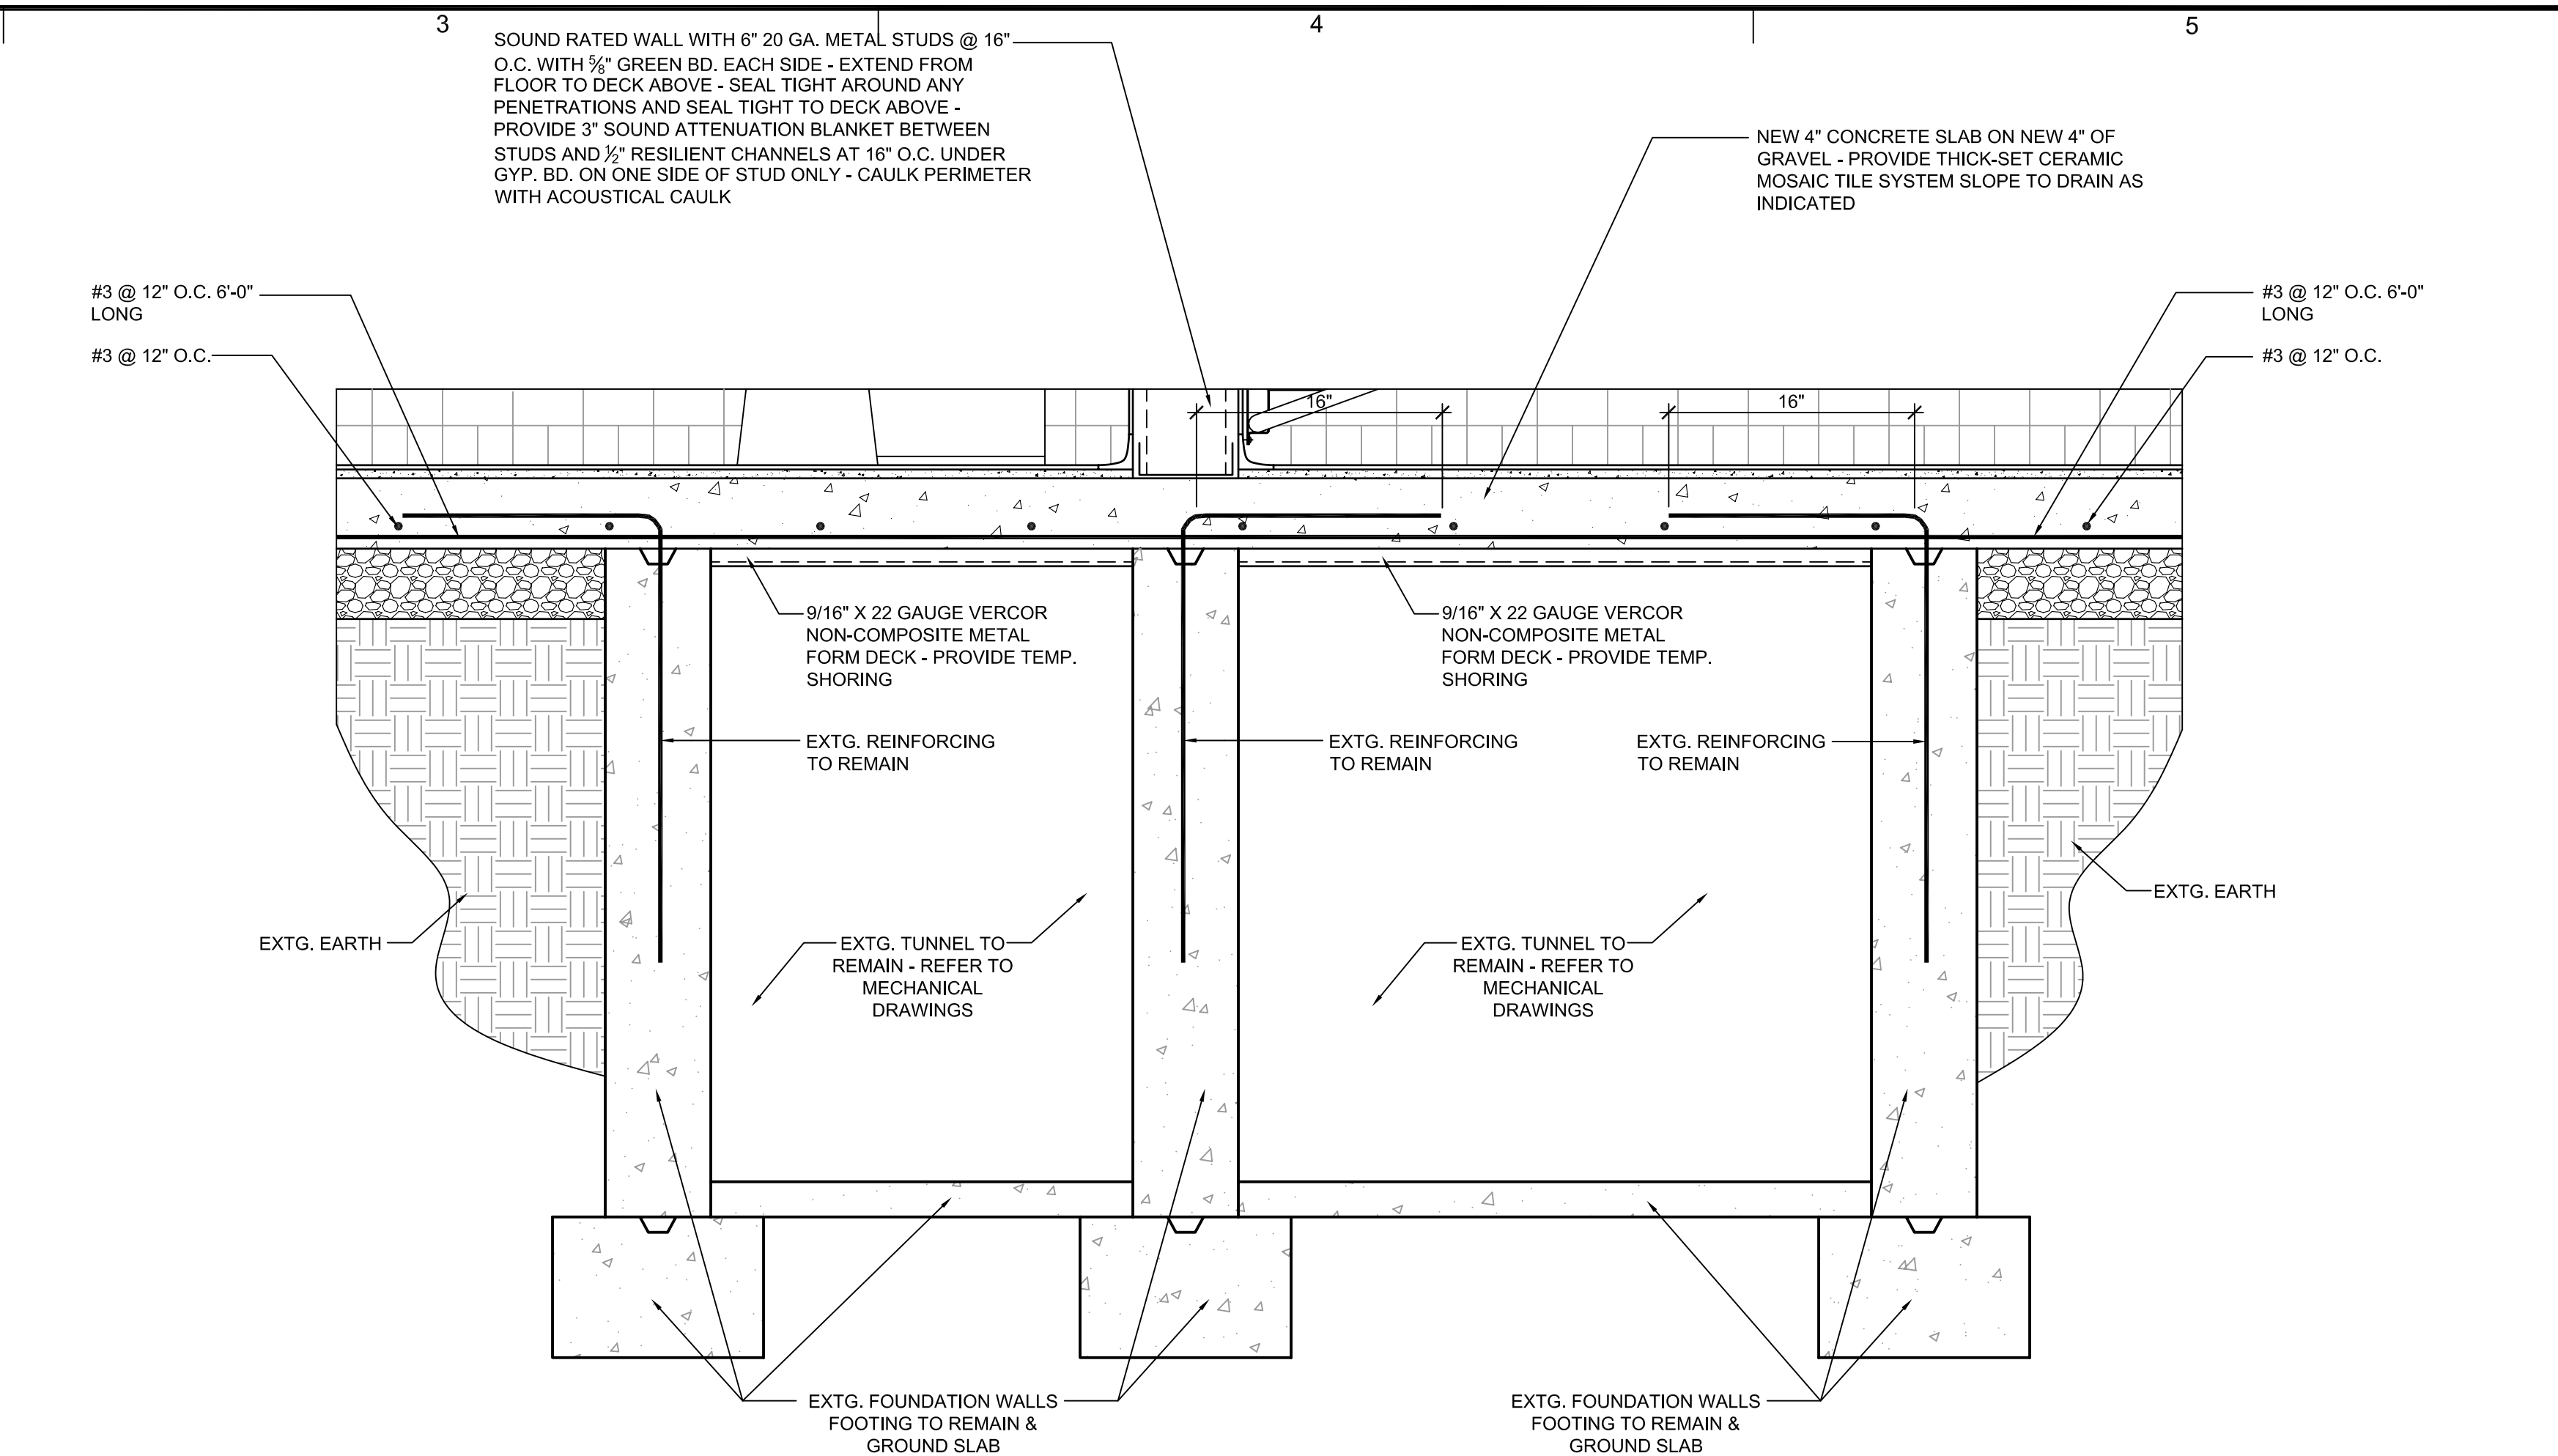 3
4
5
SOUND RATED WALL WITH 6" 20 GA. METAL STUDS @ 16"
O.C. WITH ⅝" GREEN BD. EACH SIDE - EXTEND FROM
FLOOR TO DECK ABOVE - SEAL TIGHT AROUND ANY
PENETRATIONS AND SEAL TIGHT TO DECK ABOVE -
PROVIDE 3" SOUND ATTENUATION BLANKET BETWEEN
STUDS AND ½" RESILIENT CHANNELS AT 16" O.C. UNDER
GYP. BD. ON ONE SIDE OF STUD ONLY - CAULK PERIMETER
WITH ACOUSTICAL CAULK
NEW 4" CONCRETE SLAB ON NEW 4" OF
GRAVEL - PROVIDE THICK-SET CERAMIC
MOSAIC TILE SYSTEM SLOPE TO DRAIN AS
INDICATED
#3 @ 12" O.C. 6'-0"
LONG
#3 @ 12" O.C.
#3 @ 12" O.C. 6'-0"
LONG
#3 @ 12" O.C.
16"
16"
9/16" X 22 GAUGE VERCOR
NON-COMPOSITE METAL
FORM DECK - PROVIDE TEMP.
SHORING
9/16" X 22 GAUGE VERCOR
NON-COMPOSITE METAL
FORM DECK - PROVIDE TEMP.
SHORING
EXTG. REINFORCING
TO REMAIN
EXTG. REINFORCING
TO REMAIN
EXTG. REINFORCING
TO REMAIN
EXTG. EARTH
EXTG. TUNNEL TO
REMAIN - REFER TO
MECHANICAL
DRAWINGS
EXTG. TUNNEL TO
REMAIN - REFER TO
MECHANICAL
DRAWINGS
EXTG. EARTH
EXTG. FOUNDATION WALLS
FOOTING TO REMAIN &
GROUND SLAB
EXTG. FOUNDATION WALLS
FOOTING TO REMAIN &
GROUND SLAB